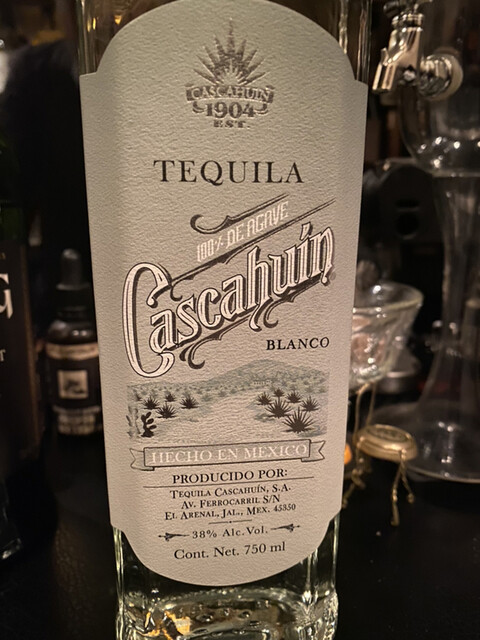 CASCAHUIN
1904
EST.
TEQUILA
100% DE AGAVE
Cascahuín
BLANCO
HECHO EN MEXICO
PRODUCIDO POR:
TEQUILA CASCAHUÍN, S.A.
AV. FERROCARRIL S/N
EL ARENAL, JAL., MEX. 45350
38% Alc. Vol.
Cont. Net. 750 ml